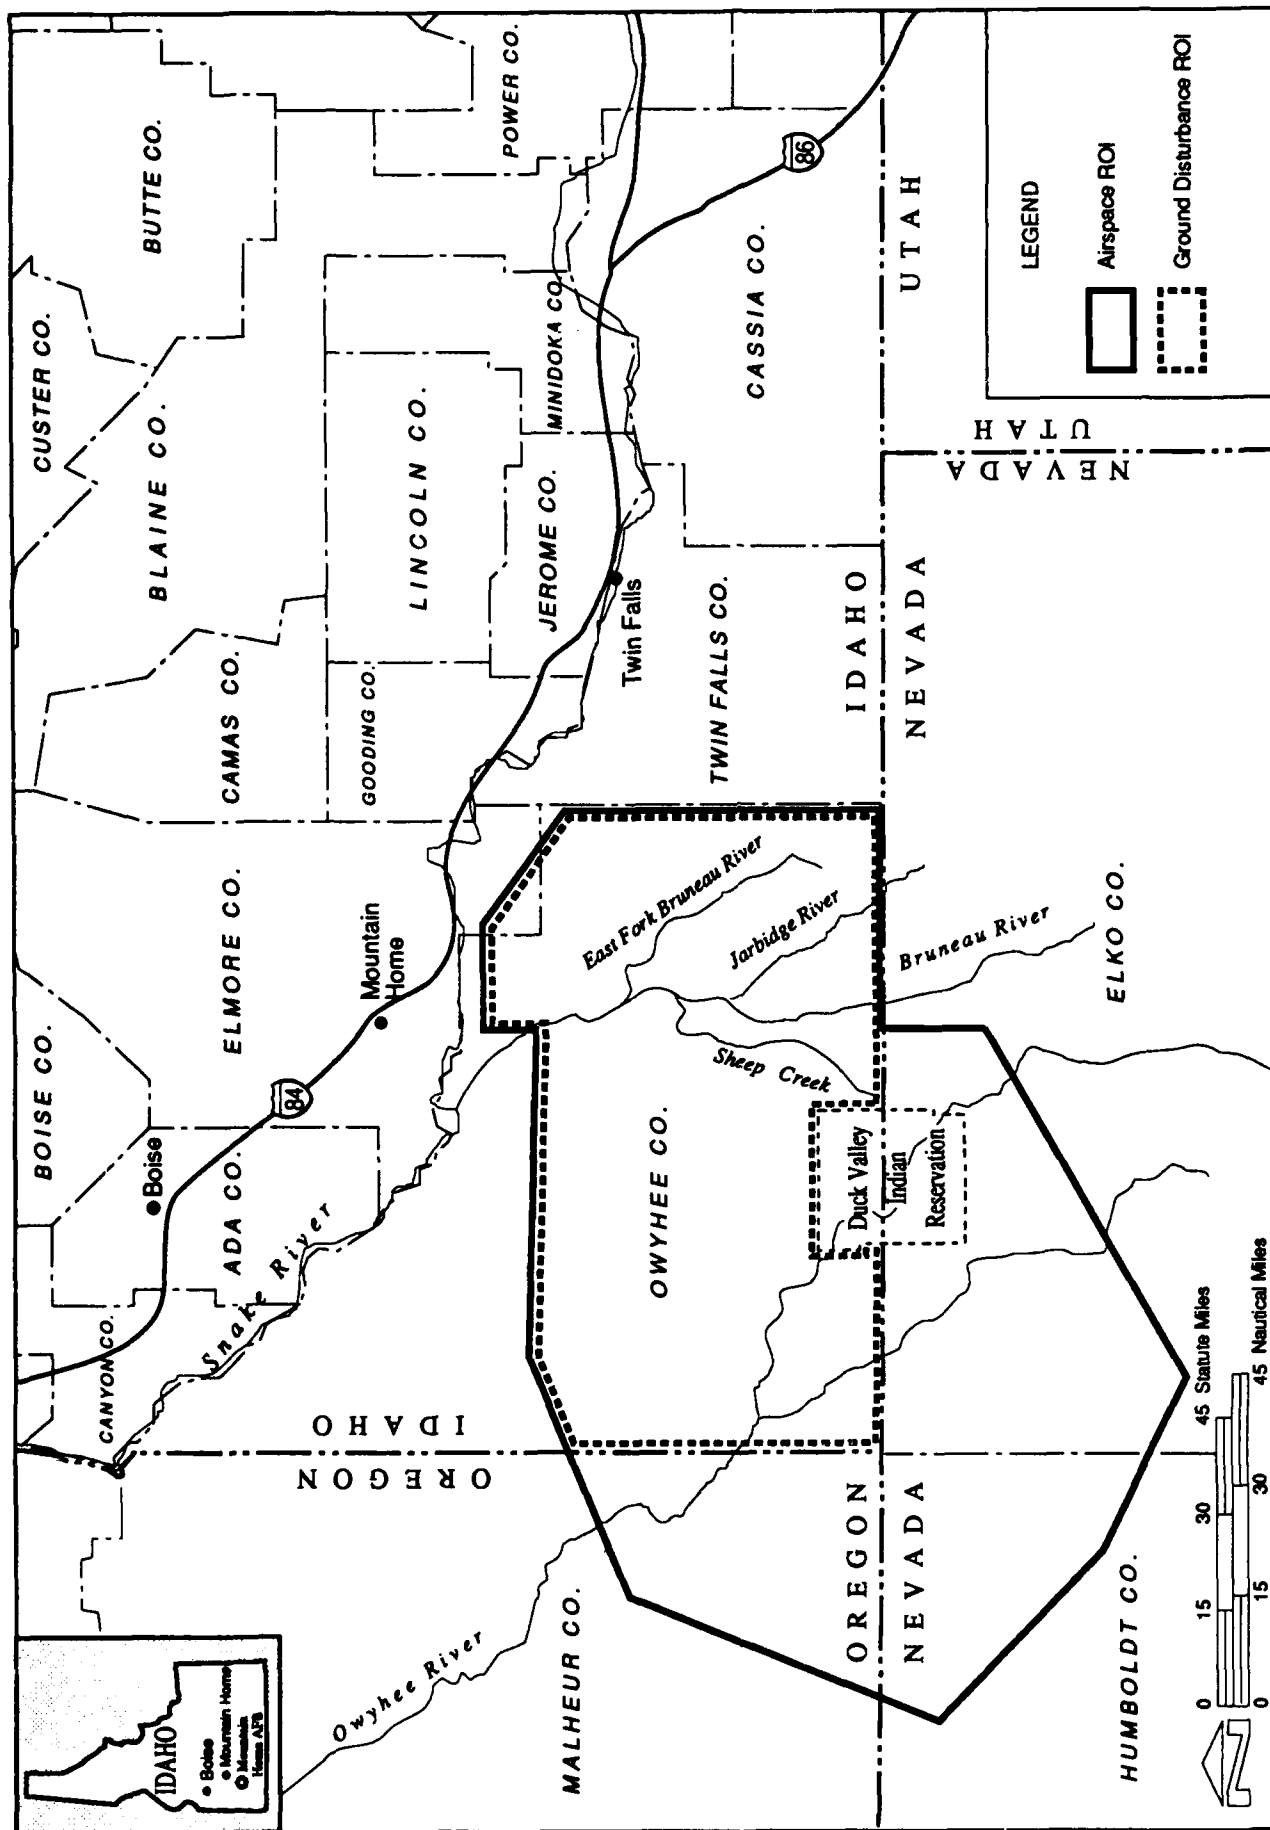 CUSTER CO.
BUTTE CO.
BLAINE CO.
POWER CO.
BOISE CO.
ELMORE CO.
CAMAS CO.
LINCOLN CO.
GOODING CO.
MINIDOKA CO.
JEROME CO.
CASSIA CO.
TWIN FALLS CO.
ADA CO.
CANYON CO.
OWYHEE CO.
MALHEUR CO.
ELKO CO.
HUMBOLDT CO.
Boise
Mountain
Home
Twin Falls
84
86
Snake River
Owyhee River
East Fork Bruneau River
Jarbidge River
Bruneau River
Sheep Creek
Duck Valley
Indian
Reservation
IDAHO
OREGON
OREGON
NEVADA
IDAHO
NEVADA
UTAH
UTAH
NEVADA
LEGEND
Airspace ROI
Ground Disturbance ROI
IDAHO
Boise
Mountain Home
Mountain
Home AFB
0 15 30 45 Statute Miles
0 15 30 45 Nautical Miles
N